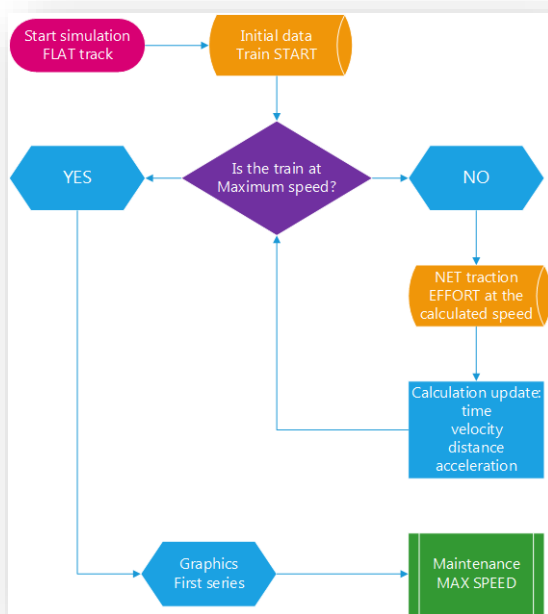 Start simulation
FLAT track
Initial data
Train START
Is the train at
Maximum speed?
YES
NO
NET traction
EFFORT at the
calculated speed
Calculation update:
time
velocity
distance
acceleration
Graphics
First series
Maintenance
MAX SPEED